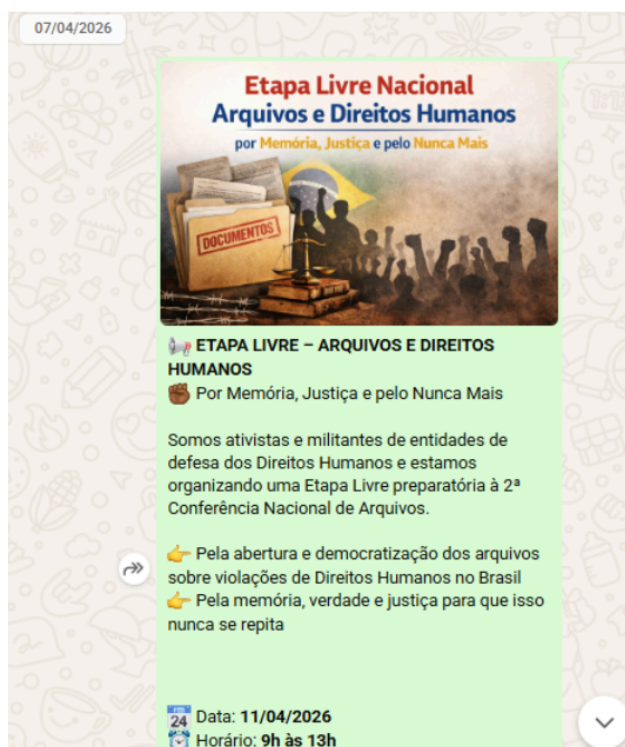 07/04/2026
Etapa Livre Nacional
Arquivos e Direitos Humanos
por Memória, Justiça e pelo Nunca Mais
DOCUMENTOS
📢 ETAPA LIVRE – ARQUIVOS E DIREITOS
HUMANOS
✊🏾 Por Memória, Justiça e pelo Nunca Mais
Somos ativistas e militantes de entidades de
defesa dos Direitos Humanos e estamos
organizando uma Etapa Livre preparatória à 2ª
Conferência Nacional de Arquivos.
👉 Pela abertura e democratização dos arquivos
sobre violações de Direitos Humanos no Brasil
👉 Pela memória, verdade e justiça para que isso
nunca se repita
📅 Data: 11/04/2026
⏰ Horário: 9h às 13h